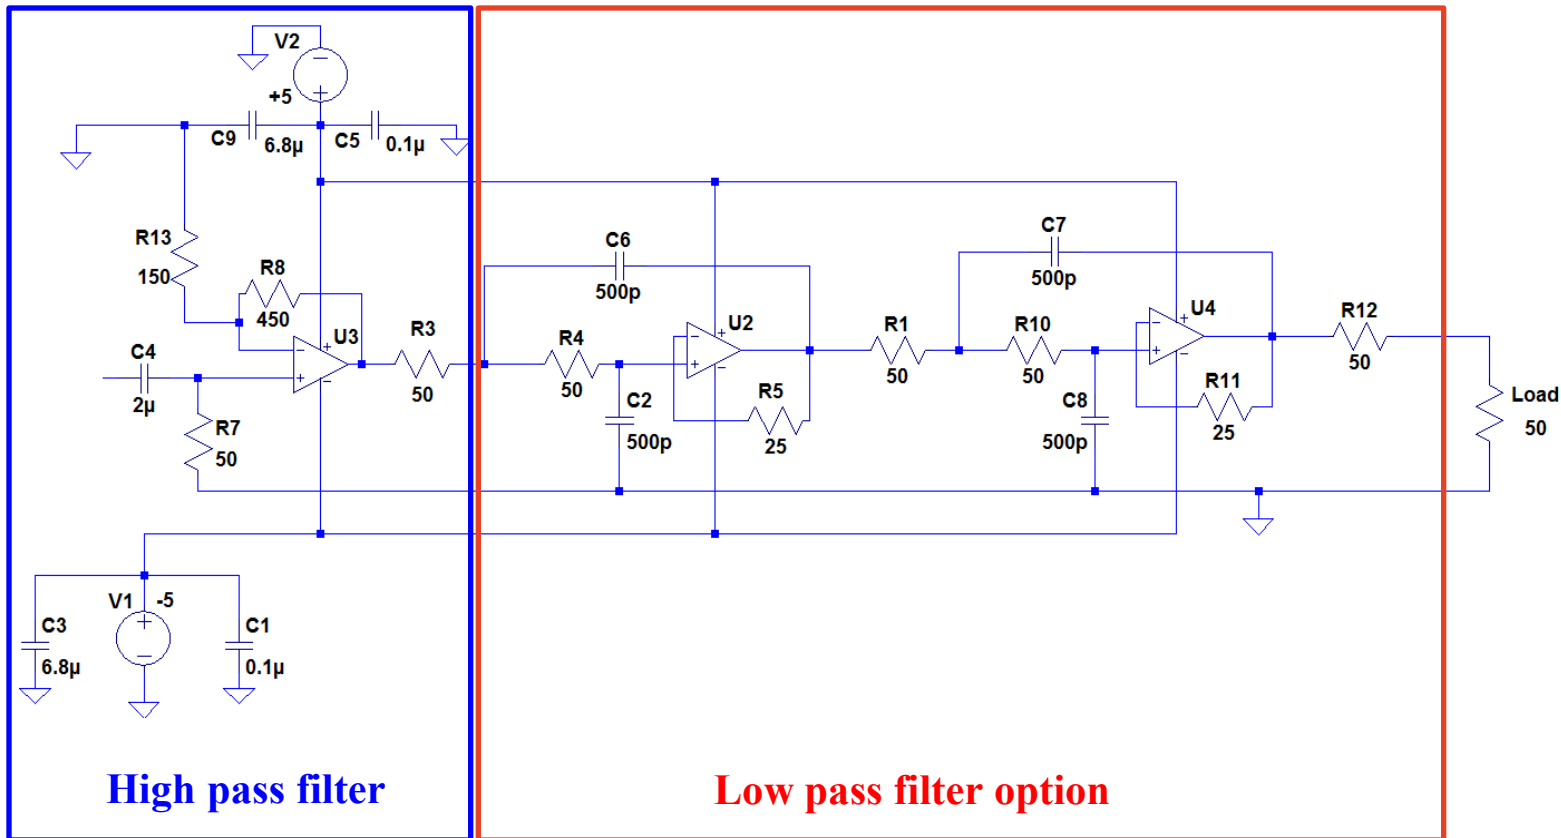 V2
+5
C9
6.8µ
C5
0.1µ
R13
150
R8
450
U3
C4
2µ
R7
50
R3
50
C6
500p
R4
50
C2
500p
U2
R5
25
R1
50
C7
500p
R10
50
C8
500p
U4
R11
25
R12
50
Load
50
C3
6.8µ
V1
-5
C1
0.1µ
High pass filter
Low pass filter option